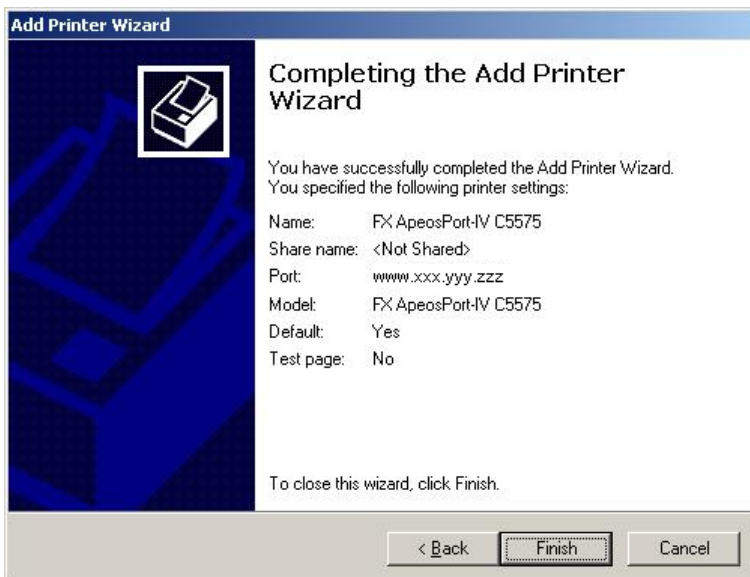 Add Printer Wizard
Completing the Add Printer
Wizard
You have successfully completed the Add Printer Wizard.
You specified the following printer settings:
Name: FX ApeosPort-IV C5575
Share name: <Not Shared>
Port: www.xxx.yyy.zzz
Model: FX ApeosPort-IV C5575
Default: Yes
Test page: No
To close this wizard, click Finish.
< Back Finish Cancel